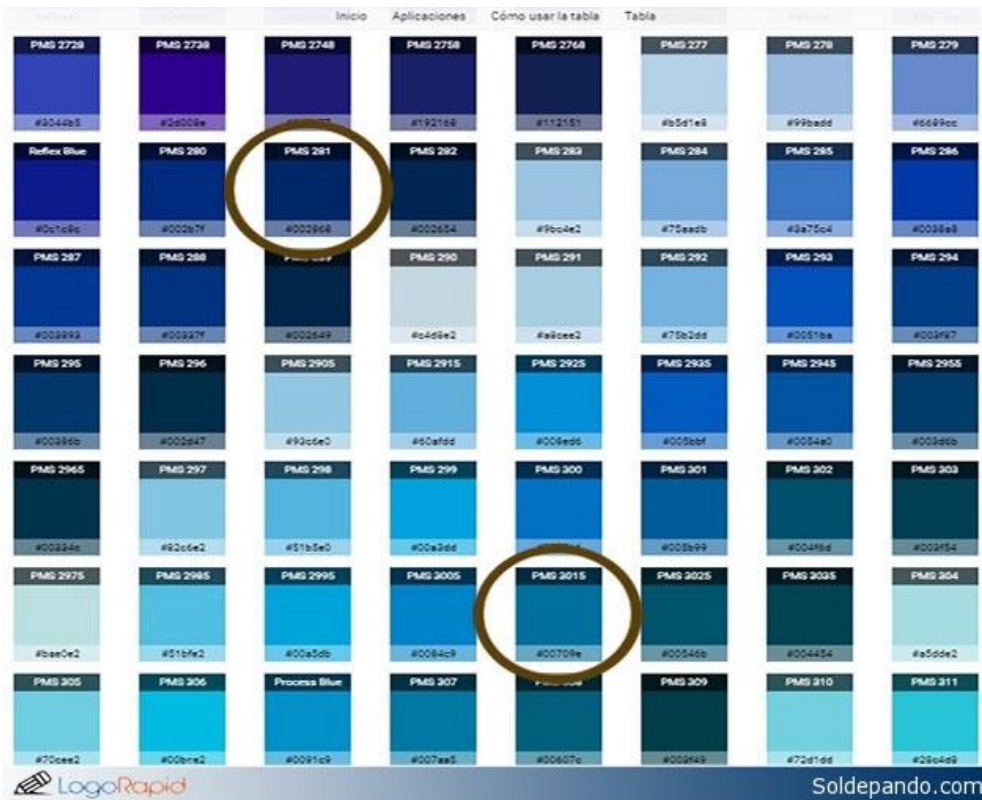 Inicio Aplicaciones Cómo usar la tabla Tabla
PMS 2728 PMS 2738 PMS 2748 PMS 2758 PMS 2768 PMS 277 PMS 278 PMS 279
#3044b5 #2d008e #192168 #112151 #b5d1e8 #99badd #6689cc
Reflex Blue PMS 280 PMS 281 PMS 282 PMS 283 PMS 284 PMS 285 PMS 286
#0c1c8c #002b7f #002868 #002654 #9bc4e2 #75aadb #3a75c4 #0038a8
PMS 287 PMS 288 PMS 290 PMS 291 PMS 292 PMS 293 PMS 294
#003893 #00337f #002649 #c4d8e2 #a8cee2 #75b2dd #0051ba #003f87
PMS 295 PMS 296 PMS 2905 PMS 2915 PMS 2925 PMS 2935 PMS 2945 PMS 2955
#00386b #002d47 #93c6e0 #60afdd #008ed6 #005bbf #0054a0 #003d6b
PMS 2965 PMS 297 PMS 298 PMS 299 PMS 300 PMS 301 PMS 302 PMS 303
#00334c #82c6e2 #51b5e0 #00a3dd #005b99 #004f6d #003f54
PMS 2975 PMS 2985 PMS 2995 PMS 3005 PMS 3015 PMS 3025 PMS 3035 PMS 304
#bae0e2 #51bfe2 #00a5db #0084c9 #00709e #00546b #004454 #a5dde2
PMS 305 PMS 306 Process Blue PMS 307 PMS 309 PMS 310 PMS 311
#70cee2 #00bce2 #0091c9 #007aa5 #00607c #003f49 #72d1dd #28c4d8
LogoRapid Soldepando.com